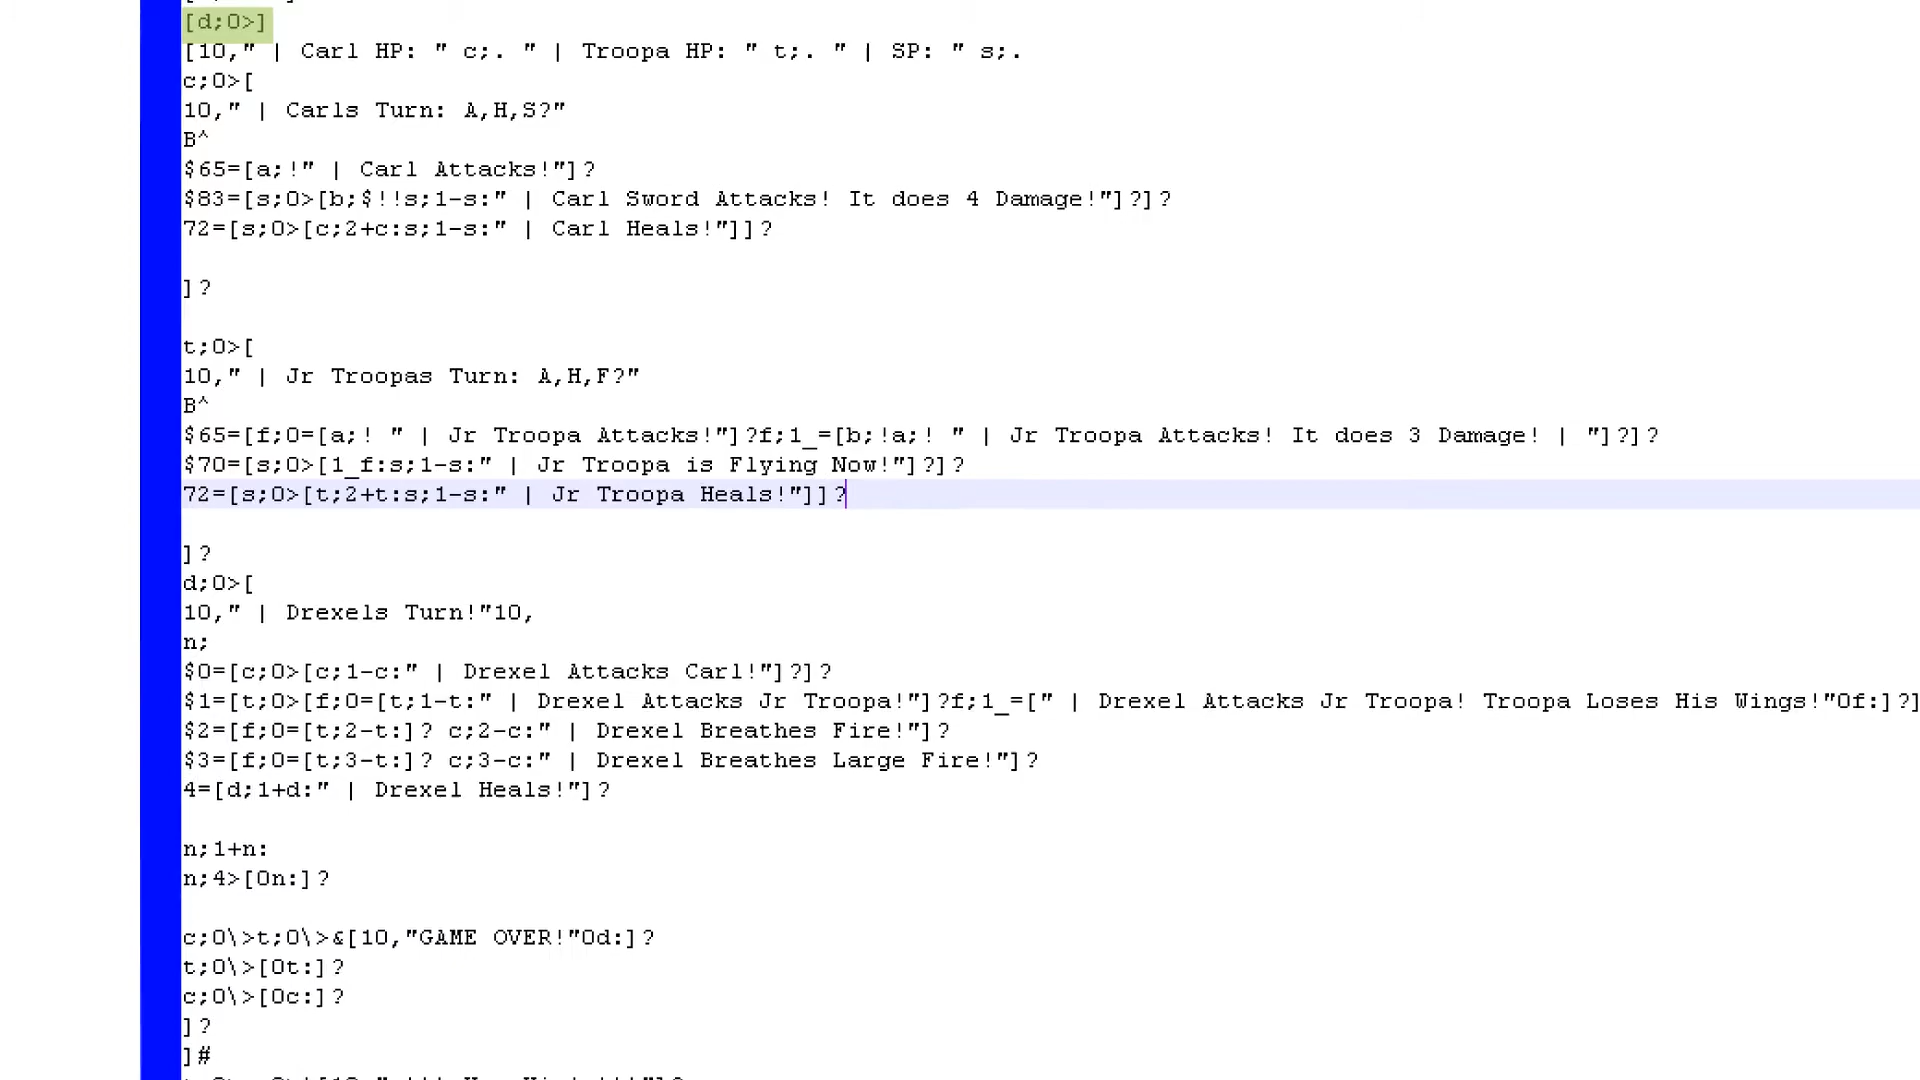 [d;0>]
[10," | Carl HP: " c;. " | Troopa HP: " t;. " | SP: " s;.
c;0>[
10," | Carls Turn: A,H,S?"
B^
$65=[a;!" | Carl Attacks!"]?
$83=[s;0>[b;$!!s;1-s:" | Carl Sword Attacks! It does 4 Damage!"]?]?
72=[s;0>[c;2+c:s;1-s:" | Carl Heals!"]]?
]?
t;0>[
10," | Jr Troopas Turn: A,H,F?"
B^
$65=[f;0=[a;! " | Jr Troopa Attacks!"]?f;1_=[b;!a;! " | Jr Troopa Attacks! It does 3 Damage! | "]?]?
$70=[s;0>[1_f:s;1-s:" | Jr Troopa is Flying Now!"]?]?
72=[s;0>[t;2+t:s;1-s:" | Jr Troopa Heals!"]]?
]?
d;0>[
10," | Drexels Turn!"10,
n;
$0=[c;0>[c;1-c:" | Drexel Attacks Carl!"]?]?
$1=[t;0>[f;0=[t;1-t:" | Drexel Attacks Jr Troopa!"]?f;1_=[" | Drexel Attacks Jr Troopa! Troopa Loses His Wings!"0f:]?]
$2=[f;0=[t;2-t:]? c;2-c:" | Drexel Breathes Fire!"]?
$3=[f;0=[t;3-t:]? c;3-c:" | Drexel Breathes Large Fire!"]?
4=[d;1+d:" | Drexel Heals!"]?
n;1+n:
n;4>[0n:]?
c;0\>t;0\>&[10,"GAME OVER!"0d:]?
t;0\>[0t:]?
c;0\>[0c:]?
]?
]#